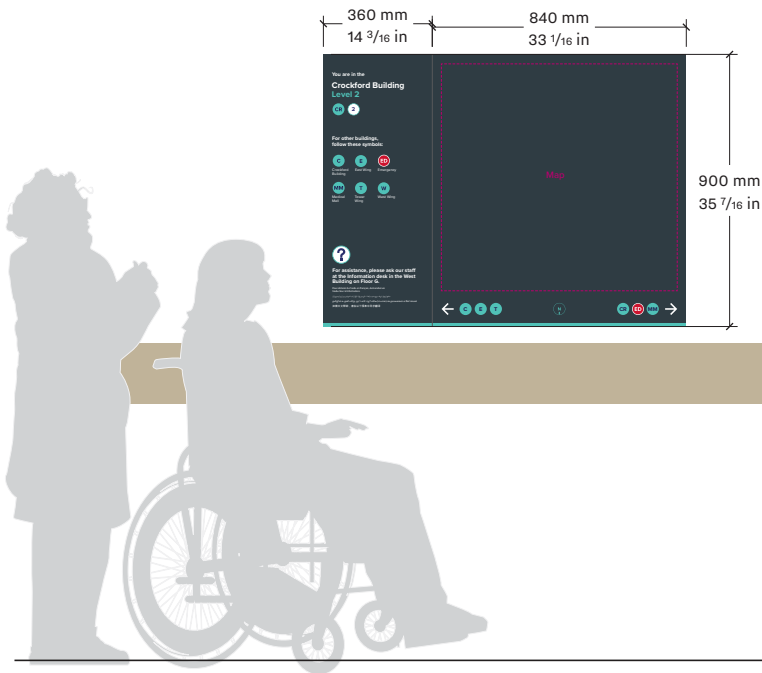 360 mm
14 3/16 in
840 mm
33 1/16 in
900 mm
35 7/16 in
You are in the
Crockford Building
Level 2
CR 2
For other buildings,
follow these symbols:
C E ED
Crockford Building
East Wing
Emergency
MM T W
Medical Mall
Tower Wing
West Wing
?
For assistance, please ask our staff
at the Information desk in the West
Building on Floor G.
Map
← C E T
N
CR ED MM →